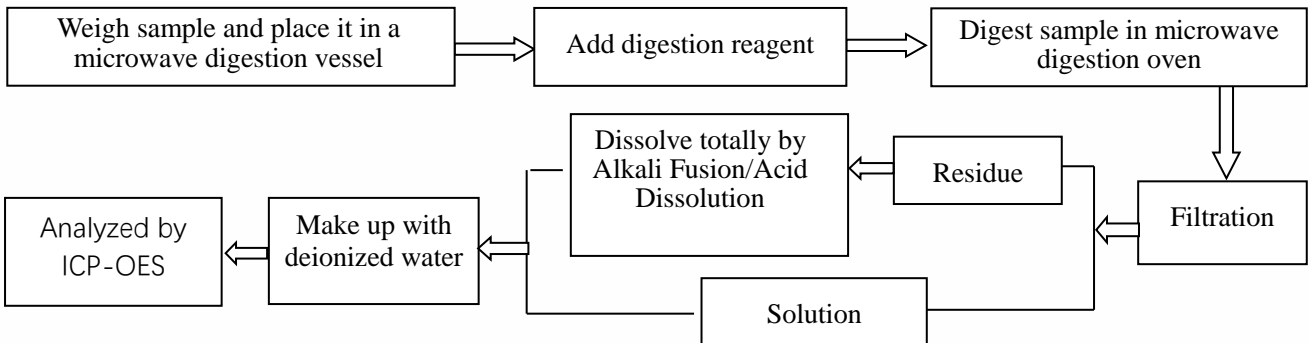 Weigh sample and place it in a
microwave digestion vessel
Add digestion reagent
Digest sample in microwave
digestion oven
Filtration
Residue
Dissolve totally by
Alkali Fusion/Acid
Dissolution
Solution
Make up with
deionized water
Analyzed by
ICP-OES